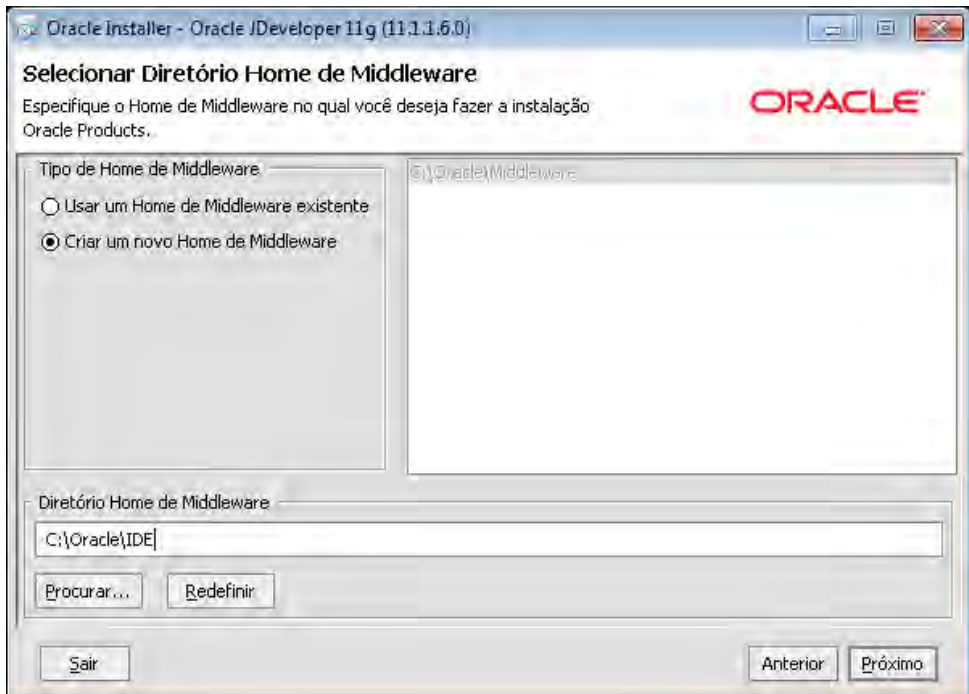 Oracle Installer - Oracle JDeveloper 11g (11.1.1.6.0)
Selecionar Diretório Home de Middleware
Especifique o Home de Middleware no qual você deseja fazer a instalação
Oracle Products.
ORACLE
Tipo de Home de Middleware
Usar um Home de Middleware existente
Criar um novo Home de Middleware
C:\Oracle\Middleware
Diretório Home de Middleware
C:\Oracle\IDE
Procurar...
Redefinir
Sair
Anterior
Próximo